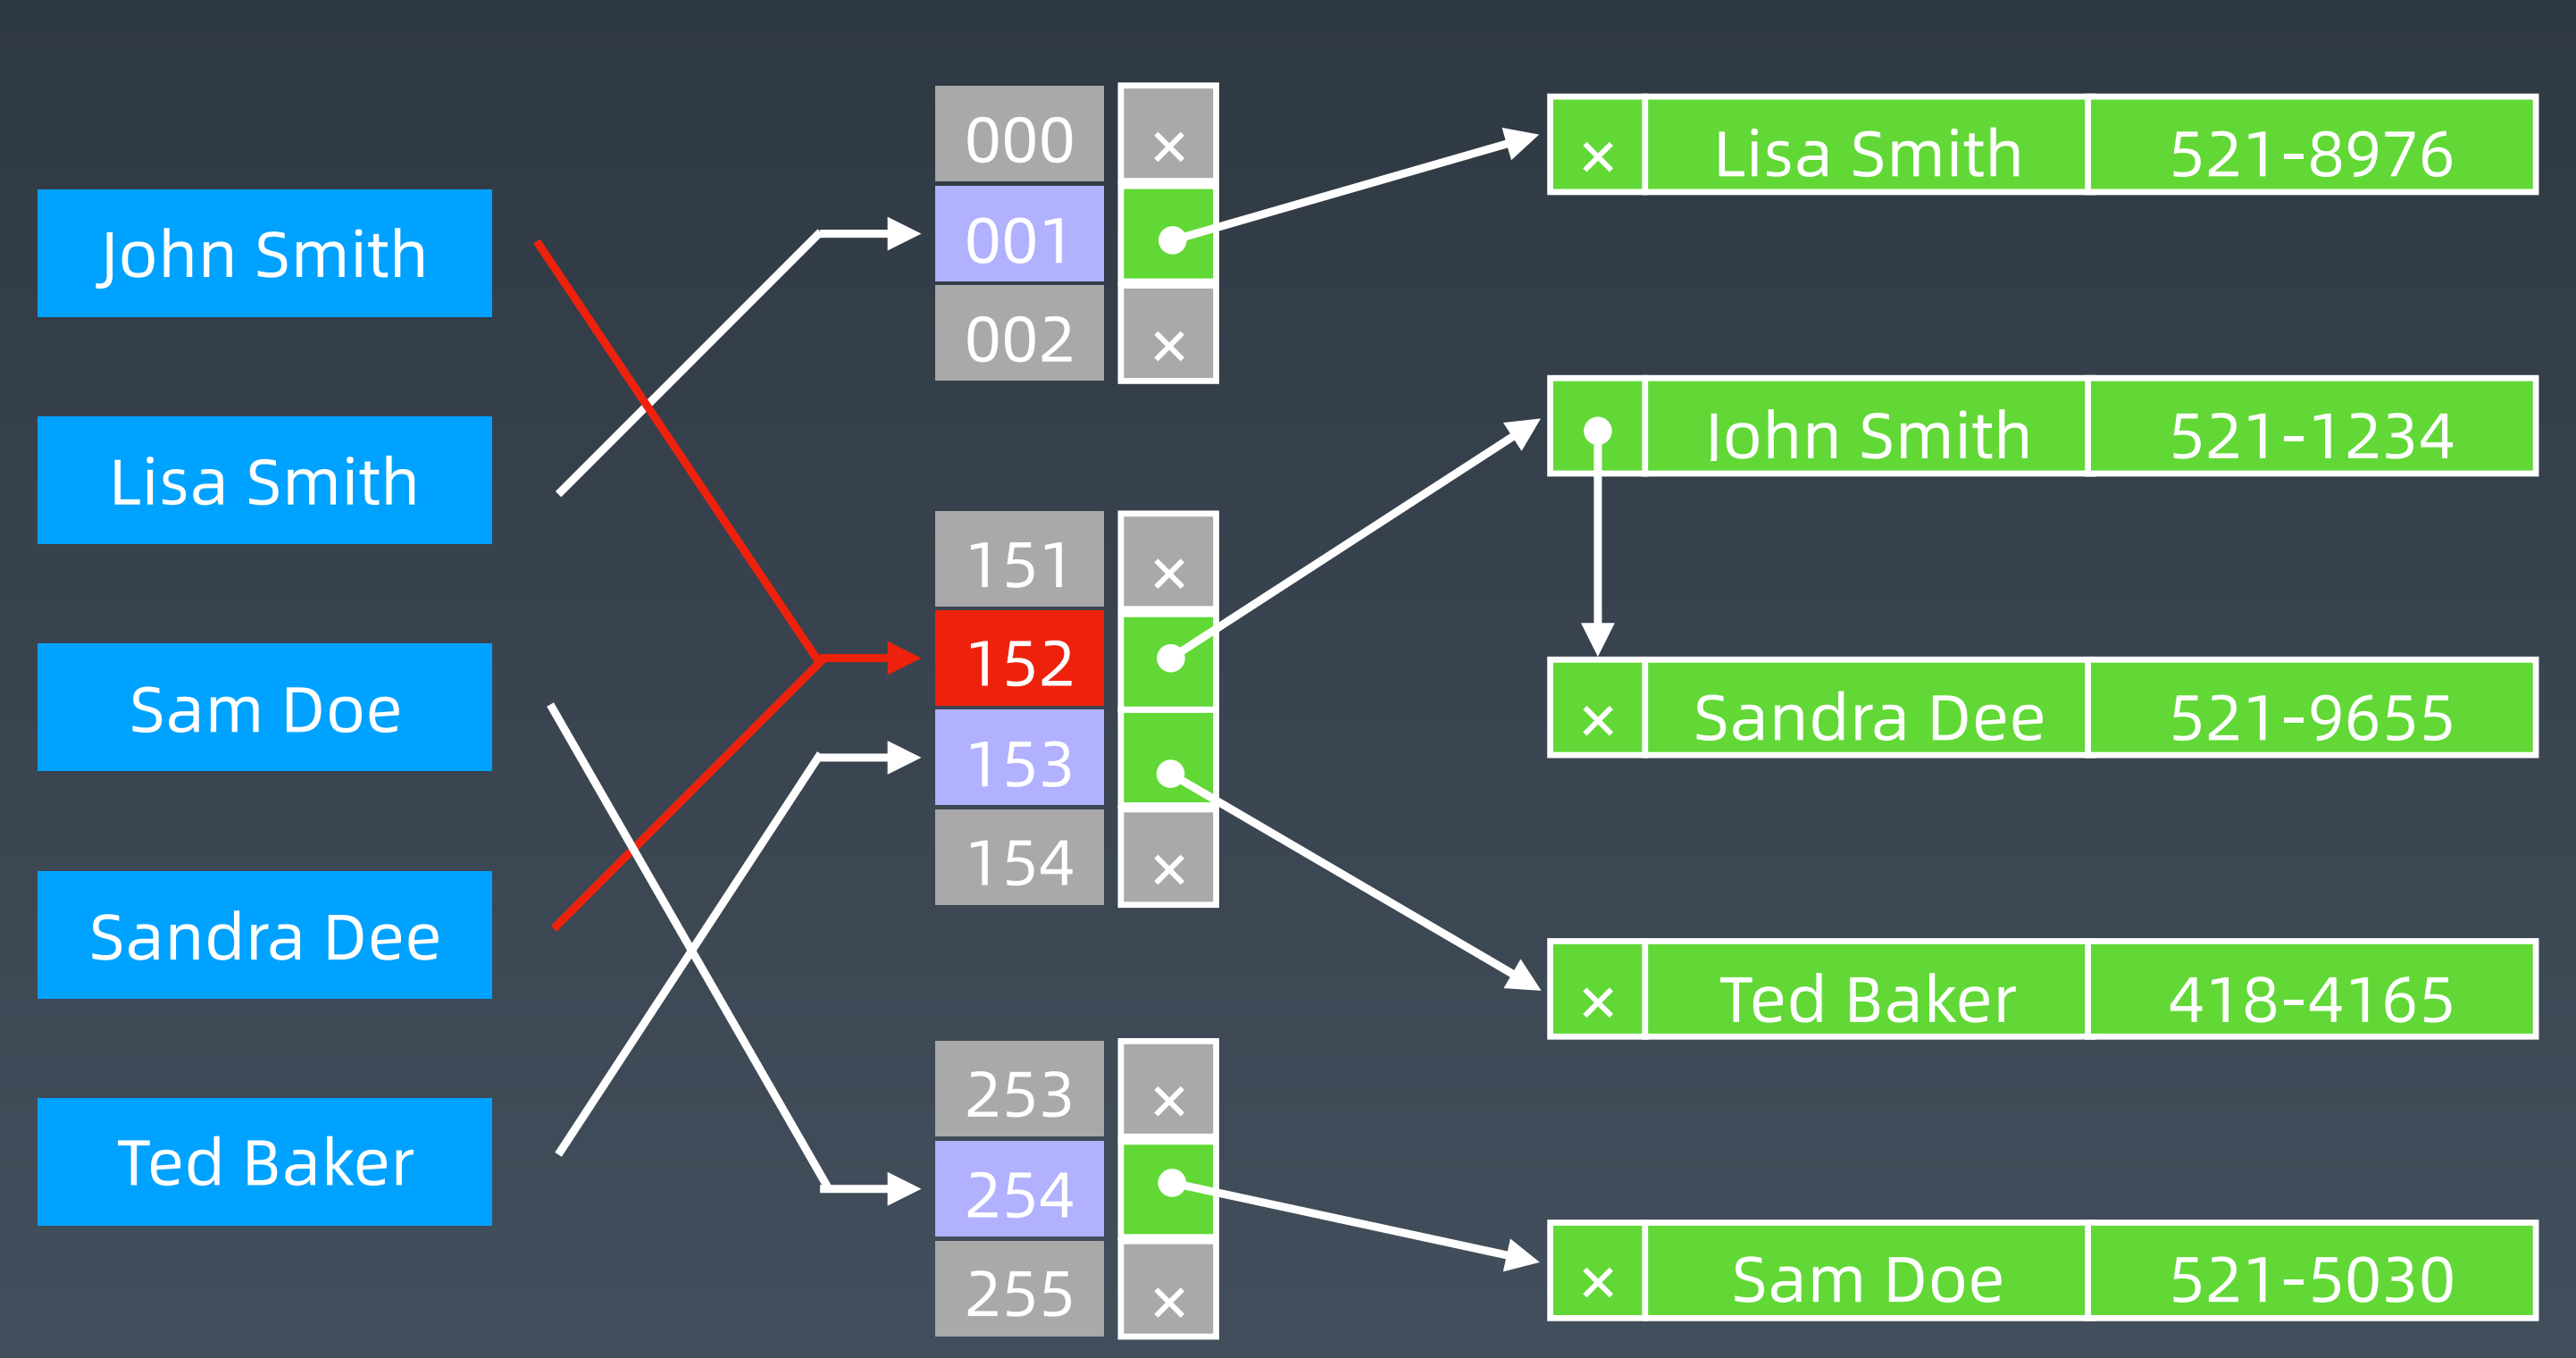 John Smith
Lisa Smith
Sam Doe
Sandra Dee
Ted Baker
000 ×
001
002 ×
151 ×
152
153
154 ×
253 ×
254
255 ×
× Lisa Smith 521-8976
John Smith 521-1234
× Sandra Dee 521-9655
× Ted Baker 418-4165
× Sam Doe 521-5030